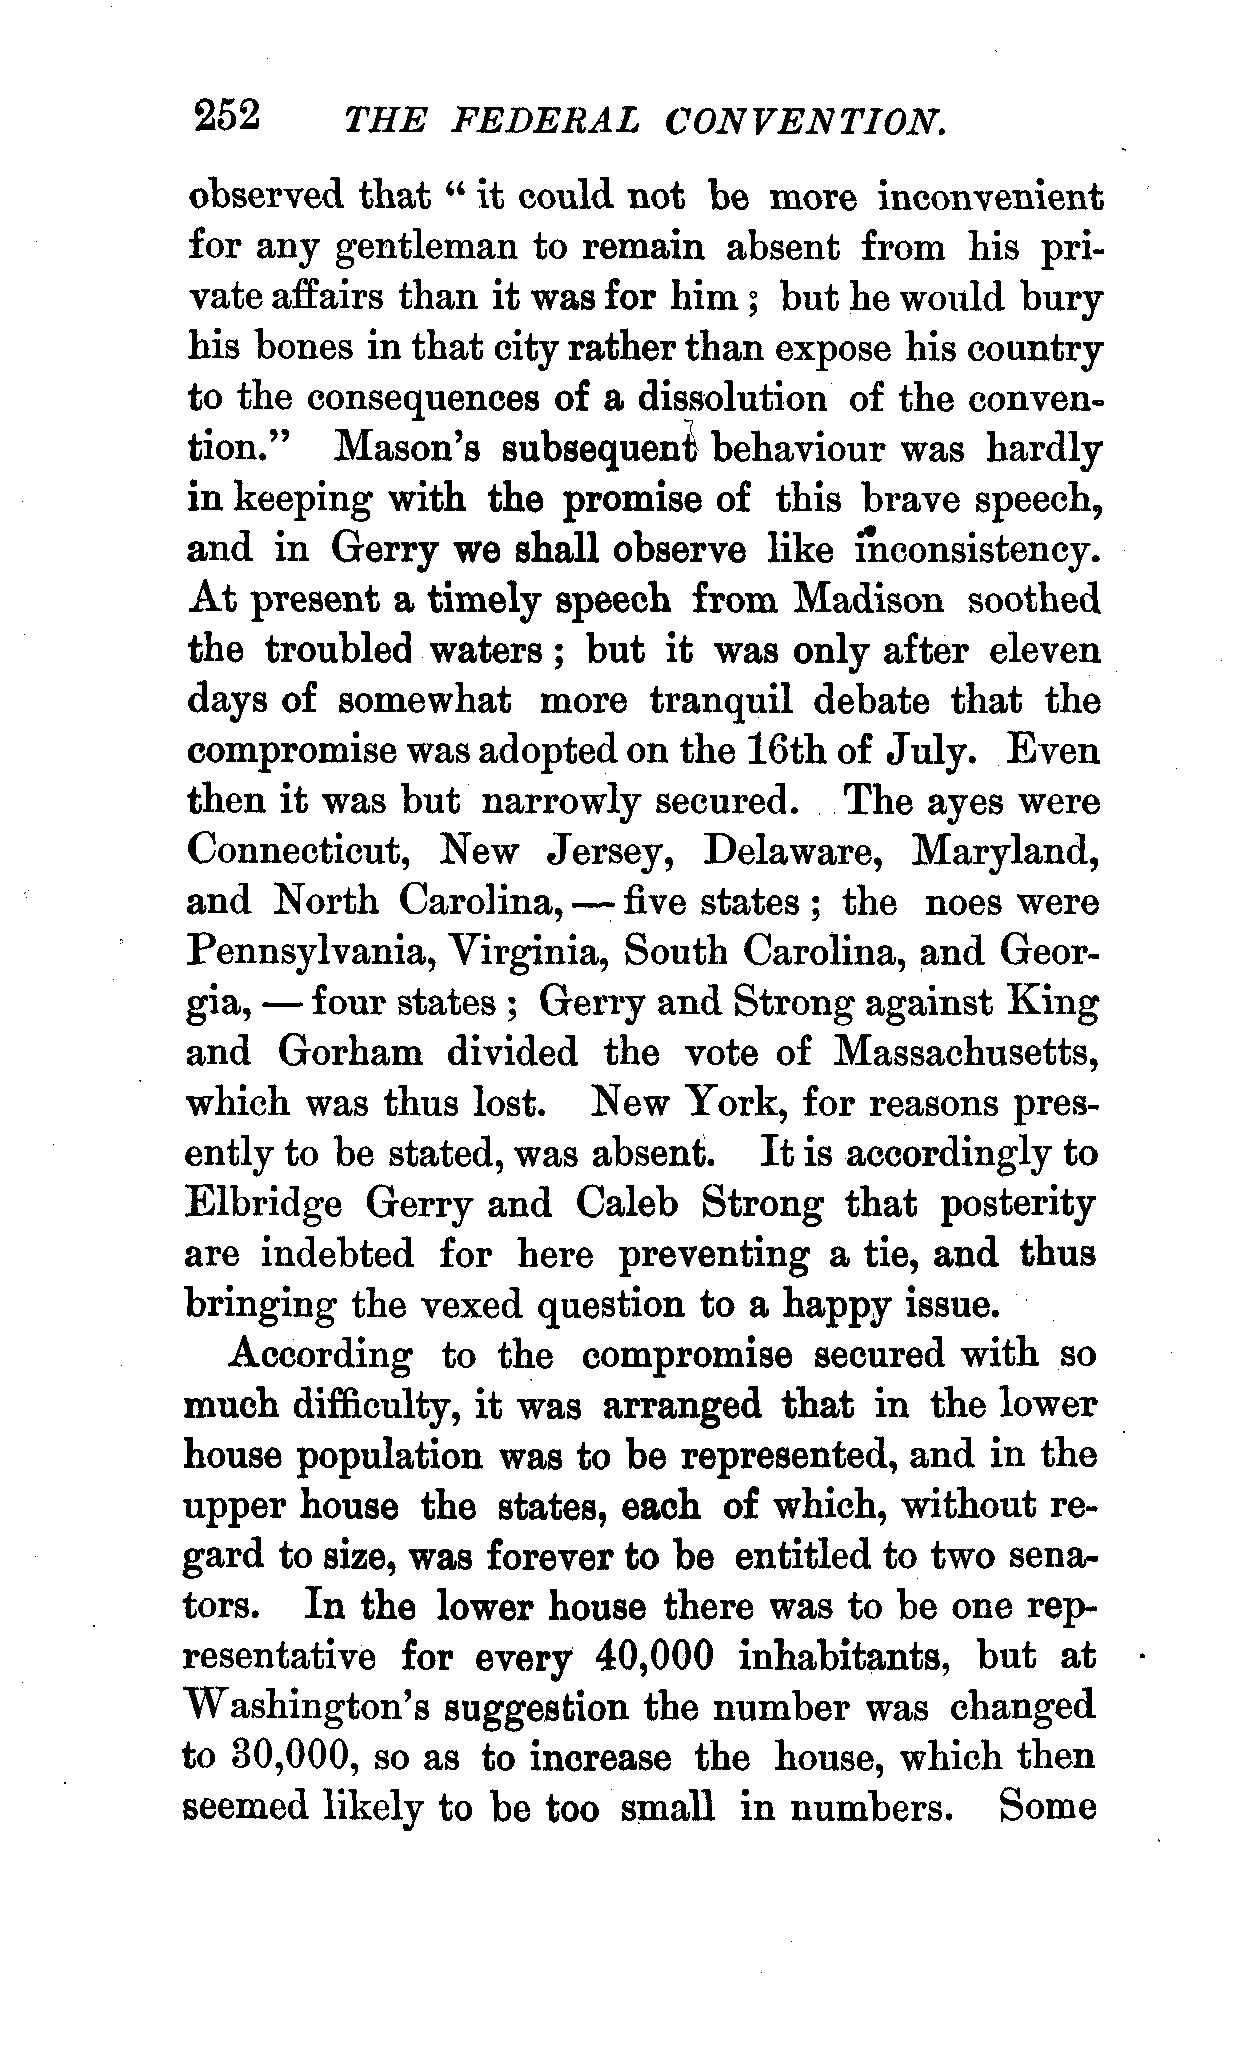 252 THE FEDERAL CONVENTION.
observed that " it could not be more inconvenient
for any gentleman to remain absent from his pri-
vate affairs than it was for him ; but he would bury
his bones in that city rather than expose his country
to the consequences of a dissolution of the conven-
tion." Mason's subsequent behaviour was hardly
in keeping with the promise of this brave speech,
and in Gerry we shall observe like inconsistency.
At present a timely speech from Madison soothed
the troubled waters ; but it was only after eleven
days of somewhat more tranquil debate that the
compromise was adopted on the 16th of July. Even
then it was but narrowly secured. The ayes were
Connecticut, New Jersey, Delaware, Maryland,
and North Carolina, — five states ; the noes were
Pennsylvania, Virginia, South Carolina, and Geor-
gia, — four states ; Gerry and Strong against King
and Gorham divided the vote of Massachusetts,
which was thus lost. New York, for reasons pres-
ently to be stated, was absent. It is accordingly to
Elbridge Gerry and Caleb Strong that posterity
are indebted for here preventing a tie, and thus
bringing the vexed question to a happy issue.
According to the compromise secured with so
much difficulty, it was arranged that in the lower
house population was to be represented, and in the
upper house the states, each of which, without re-
gard to size, was forever to be entitled to two sena-
tors. In the lower house there was to be one rep-
resentative for every 40,000 inhabitants, but at
Washington's suggestion the number was changed
to 30,000, so as to increase the house, which then
seemed likely to be too small in numbers. Some